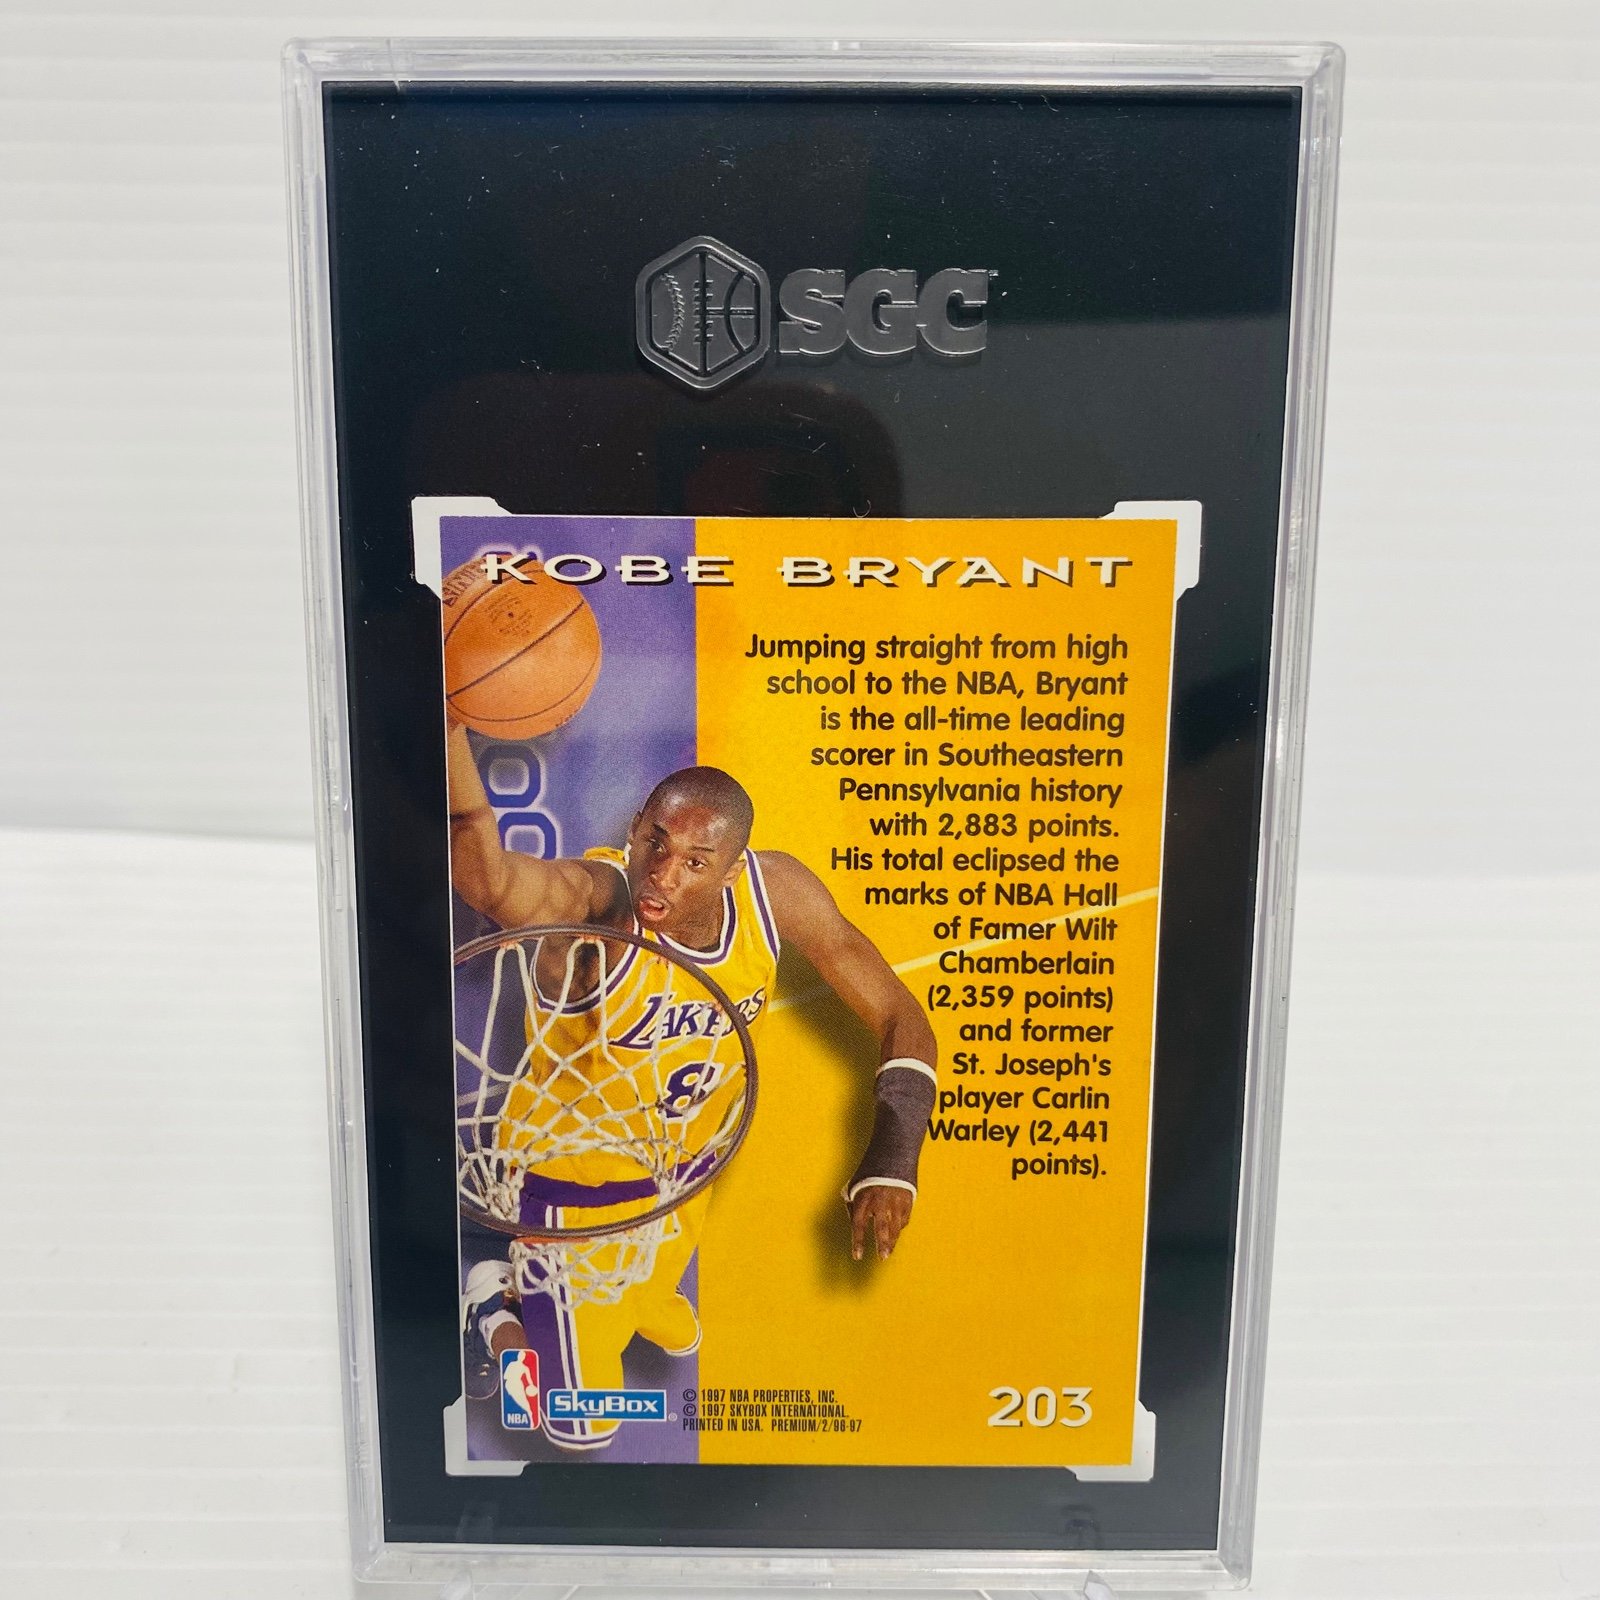 SGC
KOBE BRYANT
Jumping straight from high
school to the NBA, Bryant
is the all-time leading
scorer in Southeastern
Pennsylvania history
with 2,883 points.
His total eclipsed the
marks of NBA Hall
of Famer Wilt
Chamberlain
(2,359 points)
and former
St. Joseph's
player Carlin
Warley (2,441
points).
LAKERS
8
NBA
SkyBox®
© 1997 NBA PROPERTIES, INC.
© 1997 SKYBOX INTERNATIONAL.
PRINTED IN USA. PREMIUM/2/96-97
203